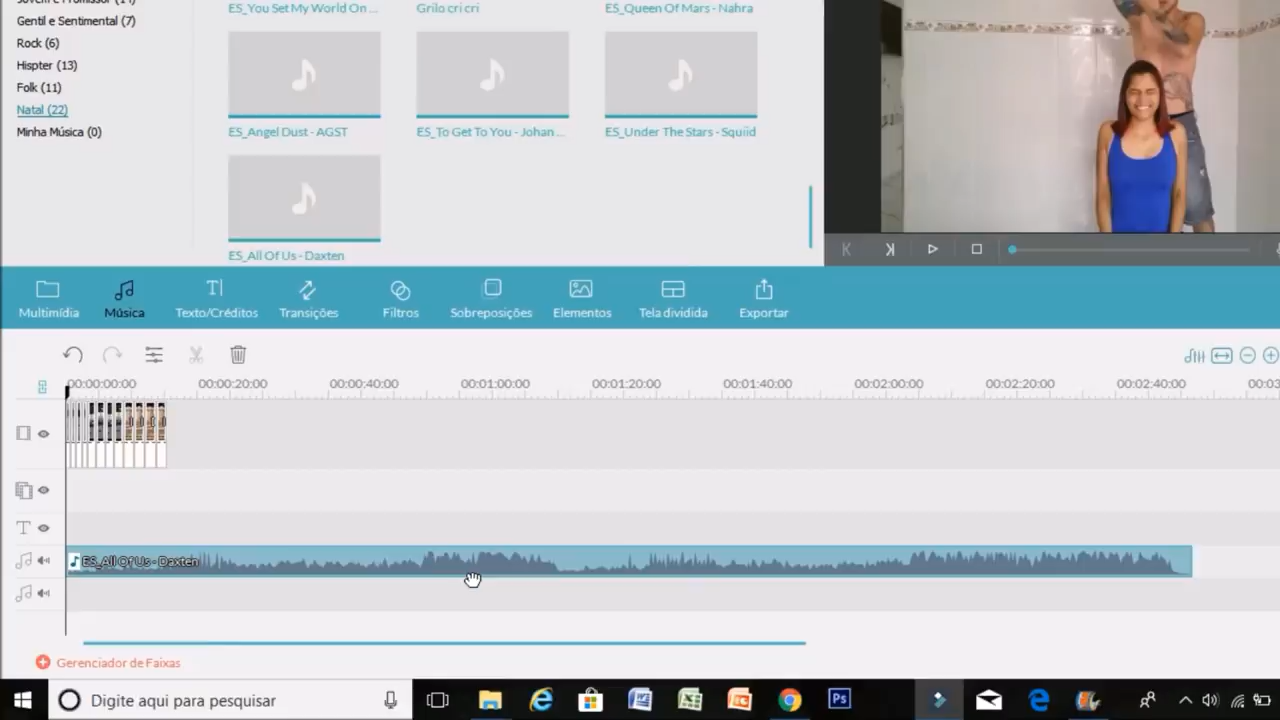 ES_You Set My World On ...
Grilo cri cri
ES_Queen Of Mars - Nahra
Gentil e Sentimental (7)
Rock (6)
Hispter (13)
Folk (11)
Natal (22)
Minha Música (0)
ES_Angel Dust - AGST
ES_To Get To You - Johan ...
ES_Under The Stars - Squiid
ES_All Of Us - Daxten
Multimídia
Música
Texto/Créditos
Transições
Filtros
Sobreposições
Elementos
Tela dividida
Exportar
00:00:00:00
00:00:20:00
00:00:40:00
00:01:00:00
00:01:20:00
00:01:40:00
00:02:00:00
00:02:20:00
00:02:40:00
ES_All Of Us - Daxten
Gerenciador de Faixas
Digite aqui para pesquisar